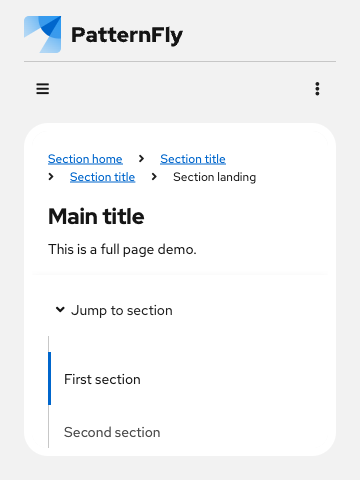 PatternFly
Section home Section title
Section title Section landing
Main title
This is a full page demo.
Jump to section
First section
Second section